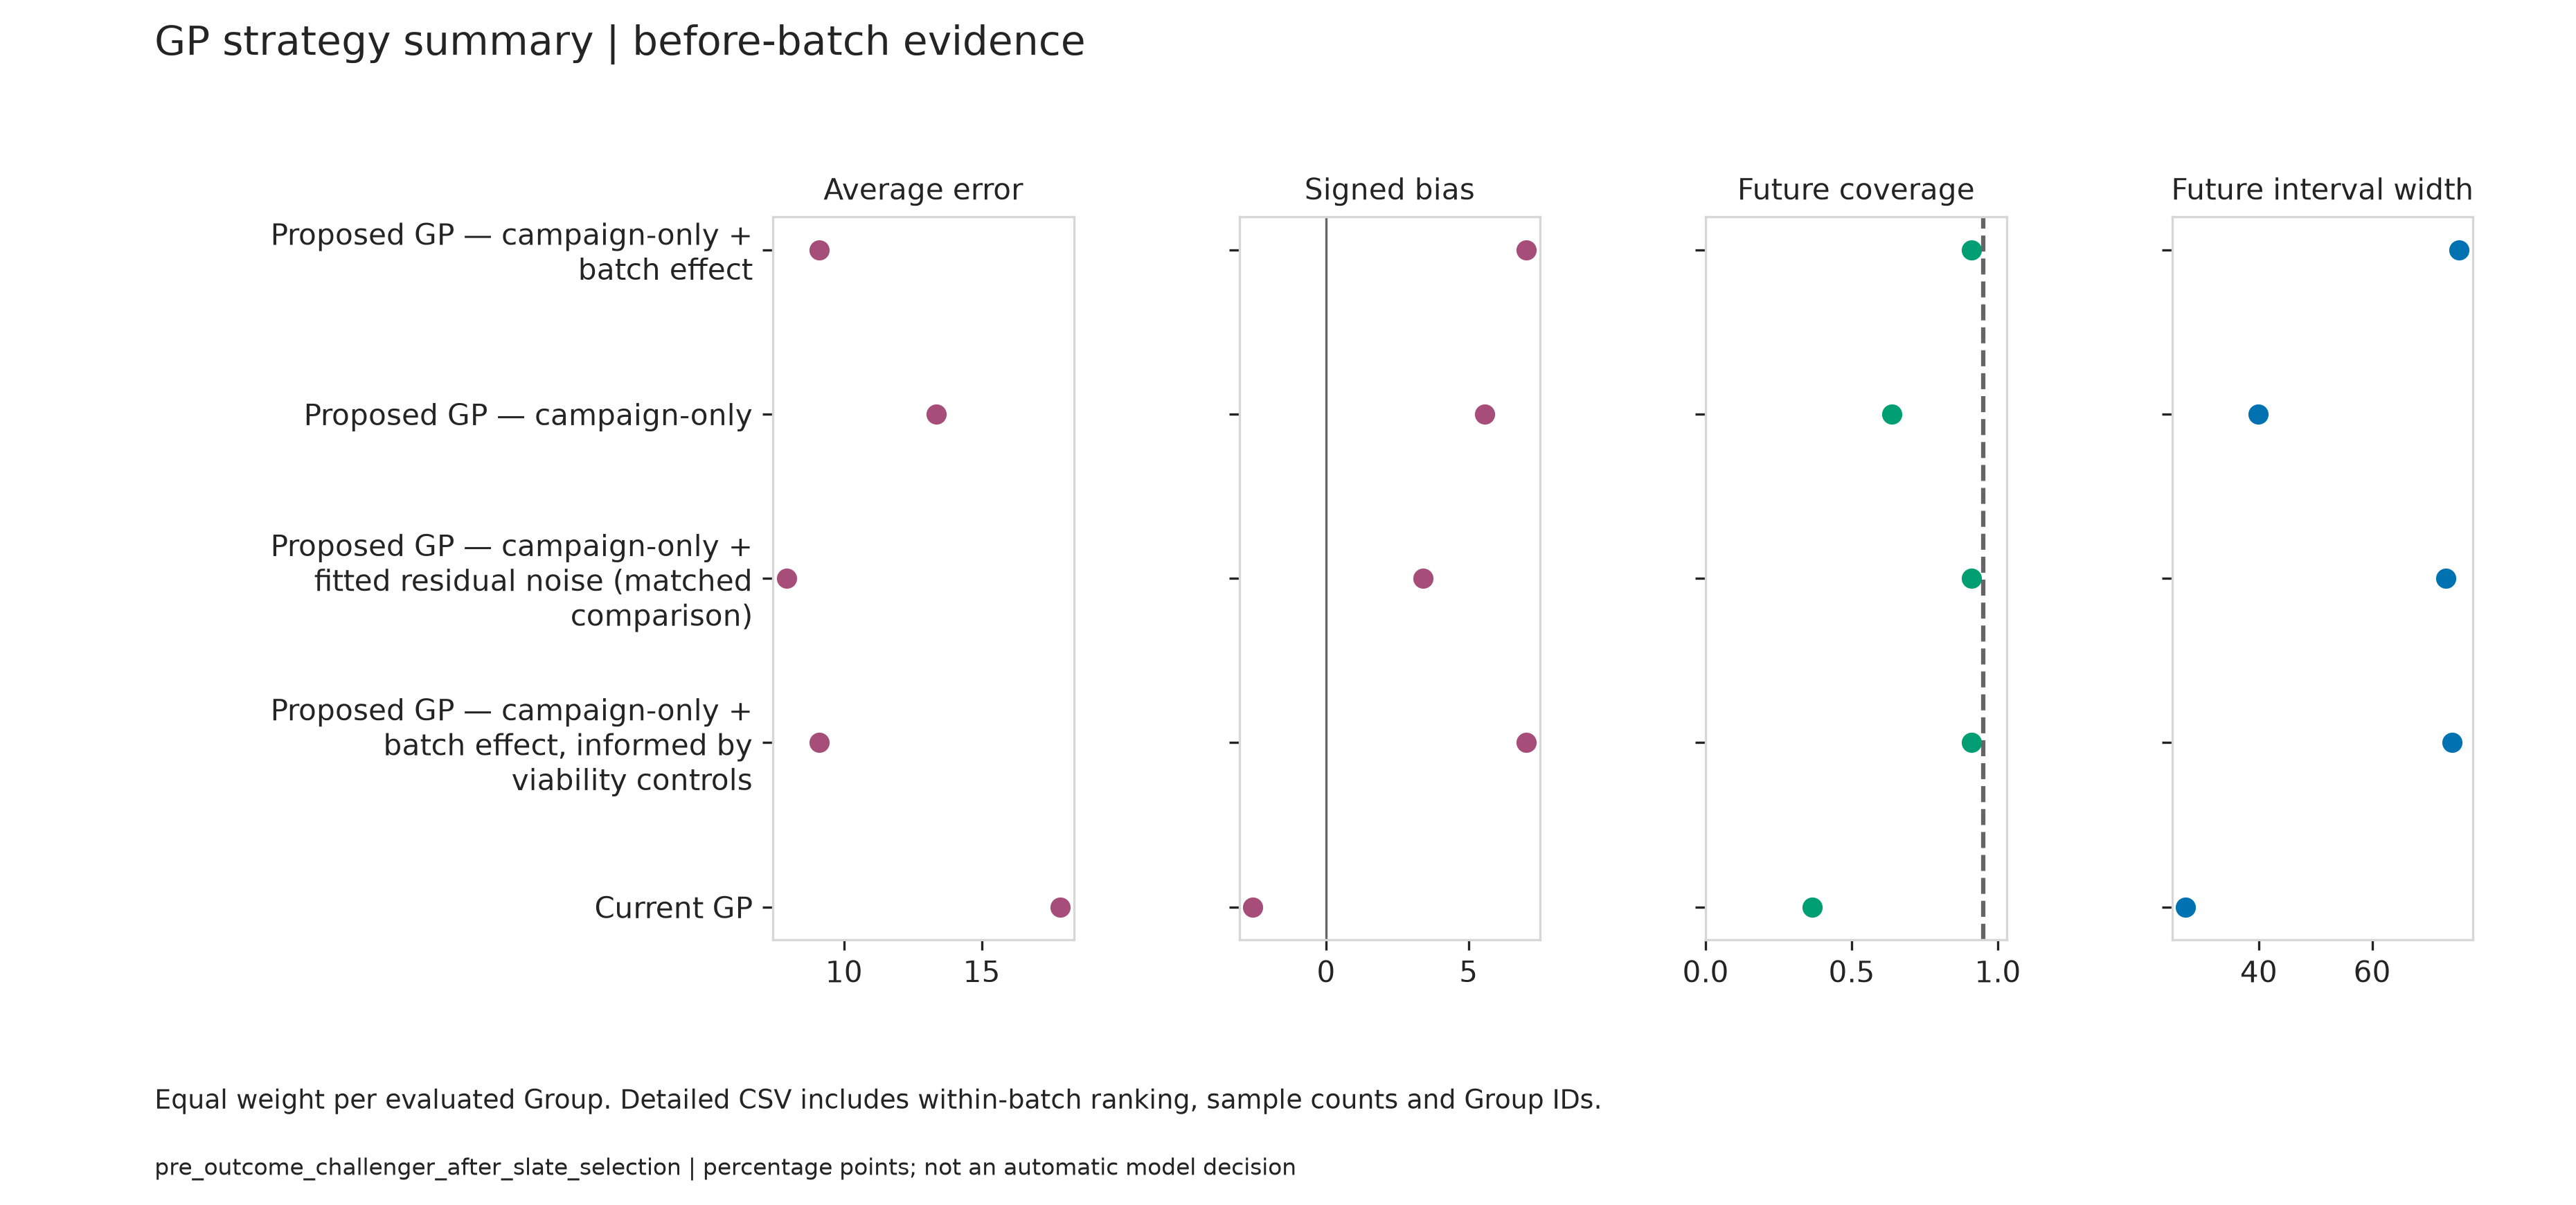 GP strategy summary | before-batch evidence
Average error
Signed bias
Future coverage
Future interval width
Proposed GP — campaign-only +
batch effect
Proposed GP — campaign-only
Proposed GP — campaign-only +
fitted residual noise (matched
comparison)
Proposed GP — campaign-only +
batch effect, informed by
viability controls
Current GP
10 15
0 5
0.0 0.5 1.0
40 60
Equal weight per evaluated Group. Detailed CSV includes within-batch ranking, sample counts and Group IDs.
pre_outcome_challenger_after_slate_selection | percentage points; not an automatic model decision